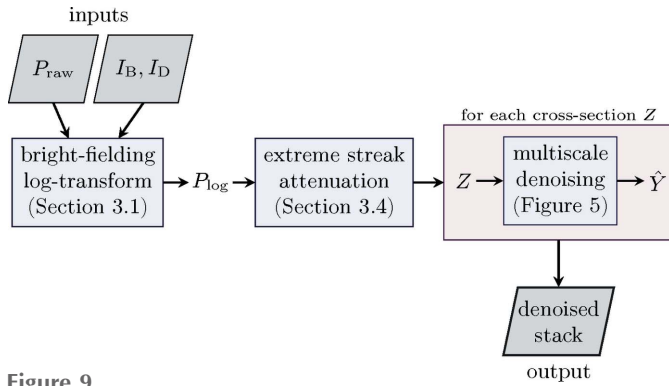 inputs
P_raw
I_B, I_D
bright-fielding
log-transform
(Section 3.1)
P_log
extreme streak
attenuation
(Section 3.4)
for each cross-section Z
Z
multiscale
denoising
(Figure 5)
Ŷ
denoised
stack
output
Figure 9